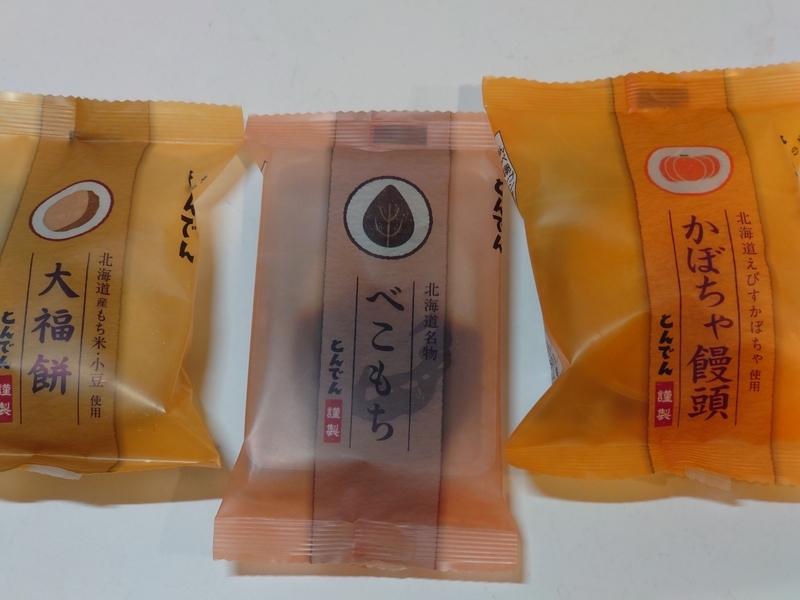 とんでん
北海道産もち米・小豆使用
大福餅
とんでん
謹製
とんでん
北海道名物
べこもち
とんでん
謹製
北海道えびすかぼちゃ使用
かぼちゃ饅頭
とんでん
謹製